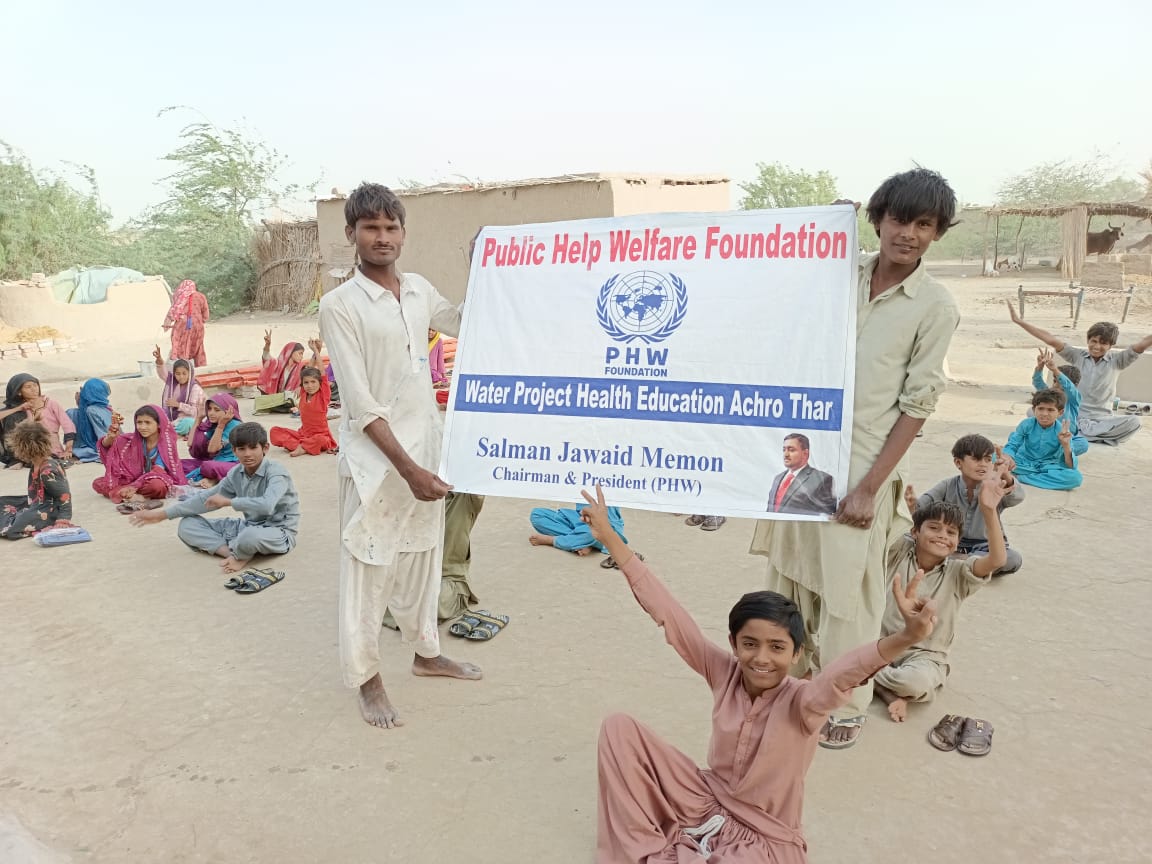 Public Help Welfare Foundation
PHW
FOUNDATION
Water Project Health Education Achro Thar
Salman Jawaid Memon
Chairman & President (PHW)